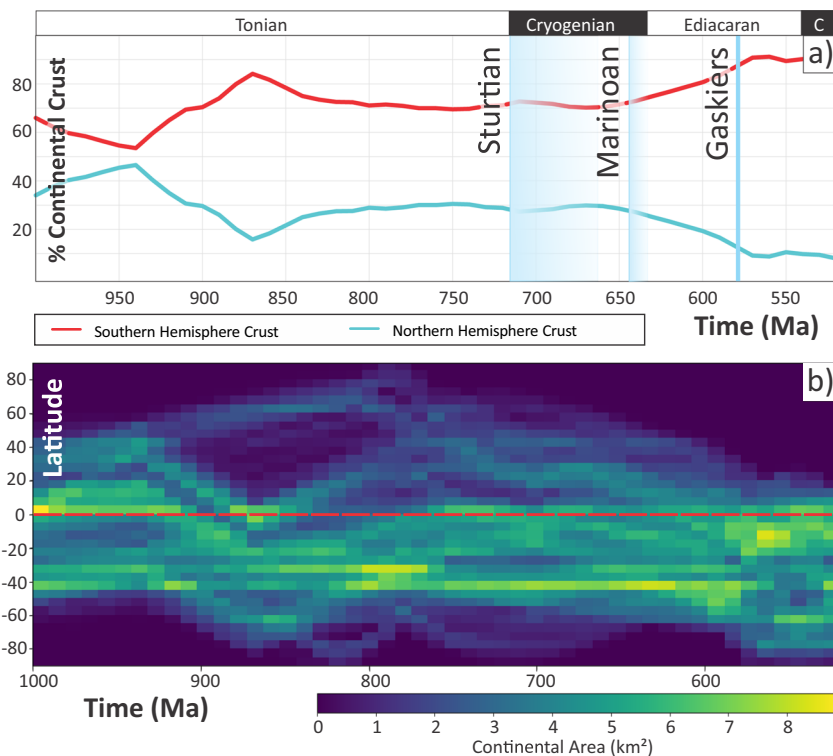 Tonian Cryogenian Ediacaran C
a)
80
60
40
20
% Continental Crust
Sturtian
Marinoan
Gaskiers
950 900 850 800 750 700 650 600 550
Time (Ma)
Southern Hemisphere Crust Northern Hemisphere Crust
b)
80
60
40
20
0
-20
-40
-60
-80
Latitude
1000 900 800 700 600
Time (Ma)
0 1 2 3 4 5 6 7 8
Continental Area (km²)